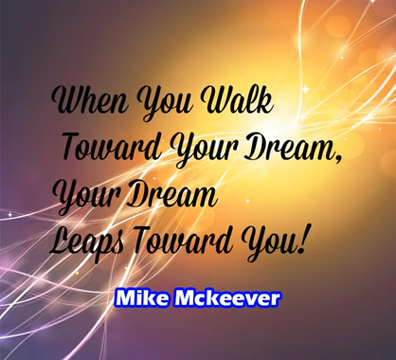 When You Walk
Toward Your Dream,
Your Dream
Leaps Toward You!
Mike Mckeever